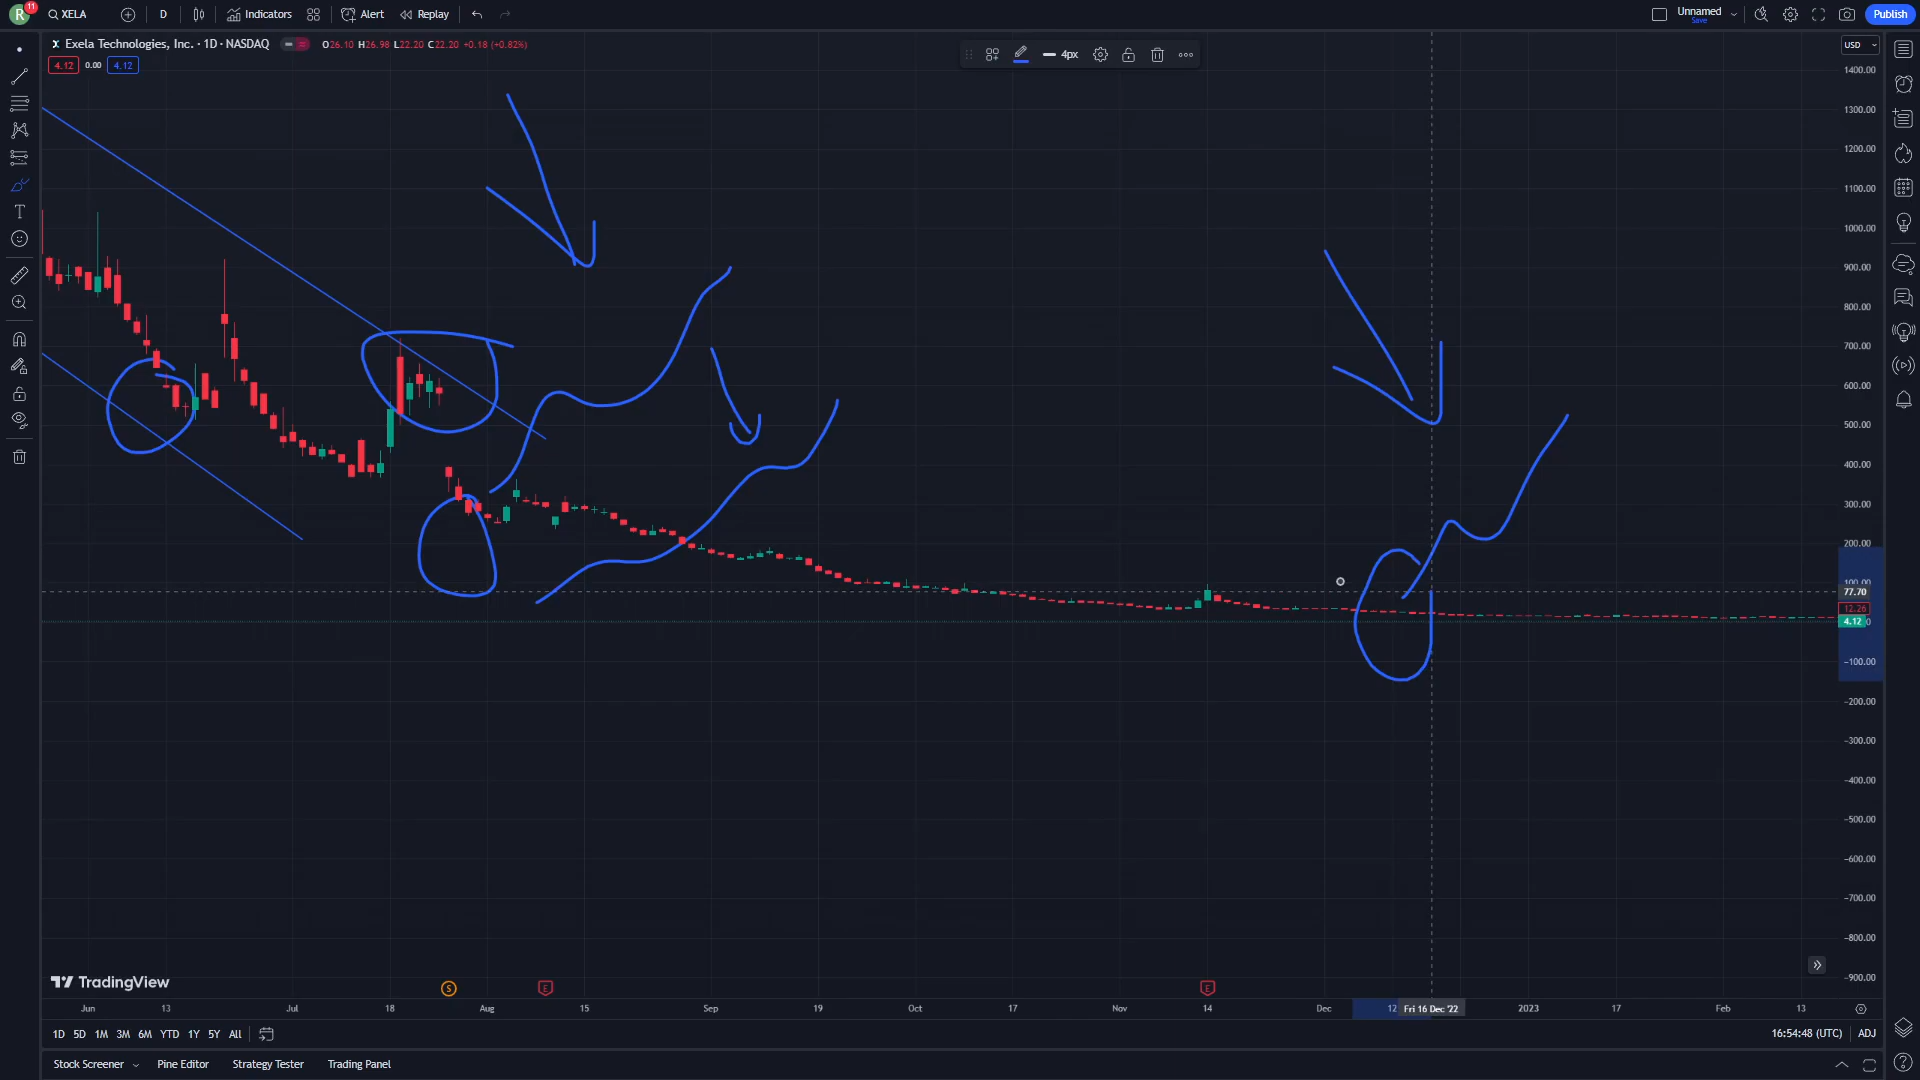 R 11 XELA D Indicators Alert Replay Unnamed Save Publish
Exela Technologies, Inc. · 1D · NASDAQ O26.10 H26.98 L22.20 C22.20 +0.18 (+0.82%) USD
4.12 0.00 4.12
4px
1400.00
1300.00
1200.00
1100.00
1000.00
900.00
800.00
700.00
600.00
500.00
400.00
300.00
200.00
100.00
77.70
12.26
4.12
−100.00
−200.00
−300.00
−400.00
−500.00
−600.00
−700.00
−800.00
−900.00
TradingView
S E E
Jun 13 Jul 18 Aug 15 Sep 19 Oct 17 Nov 14 Dec 12 Fri 16 Dec '22 2023 17 Feb 13
1D 5D 1M 3M 6M YTD 1Y 5Y All 16:54:48 (UTC) ADJ
Stock Screener Pine Editor Strategy Tester Trading Panel